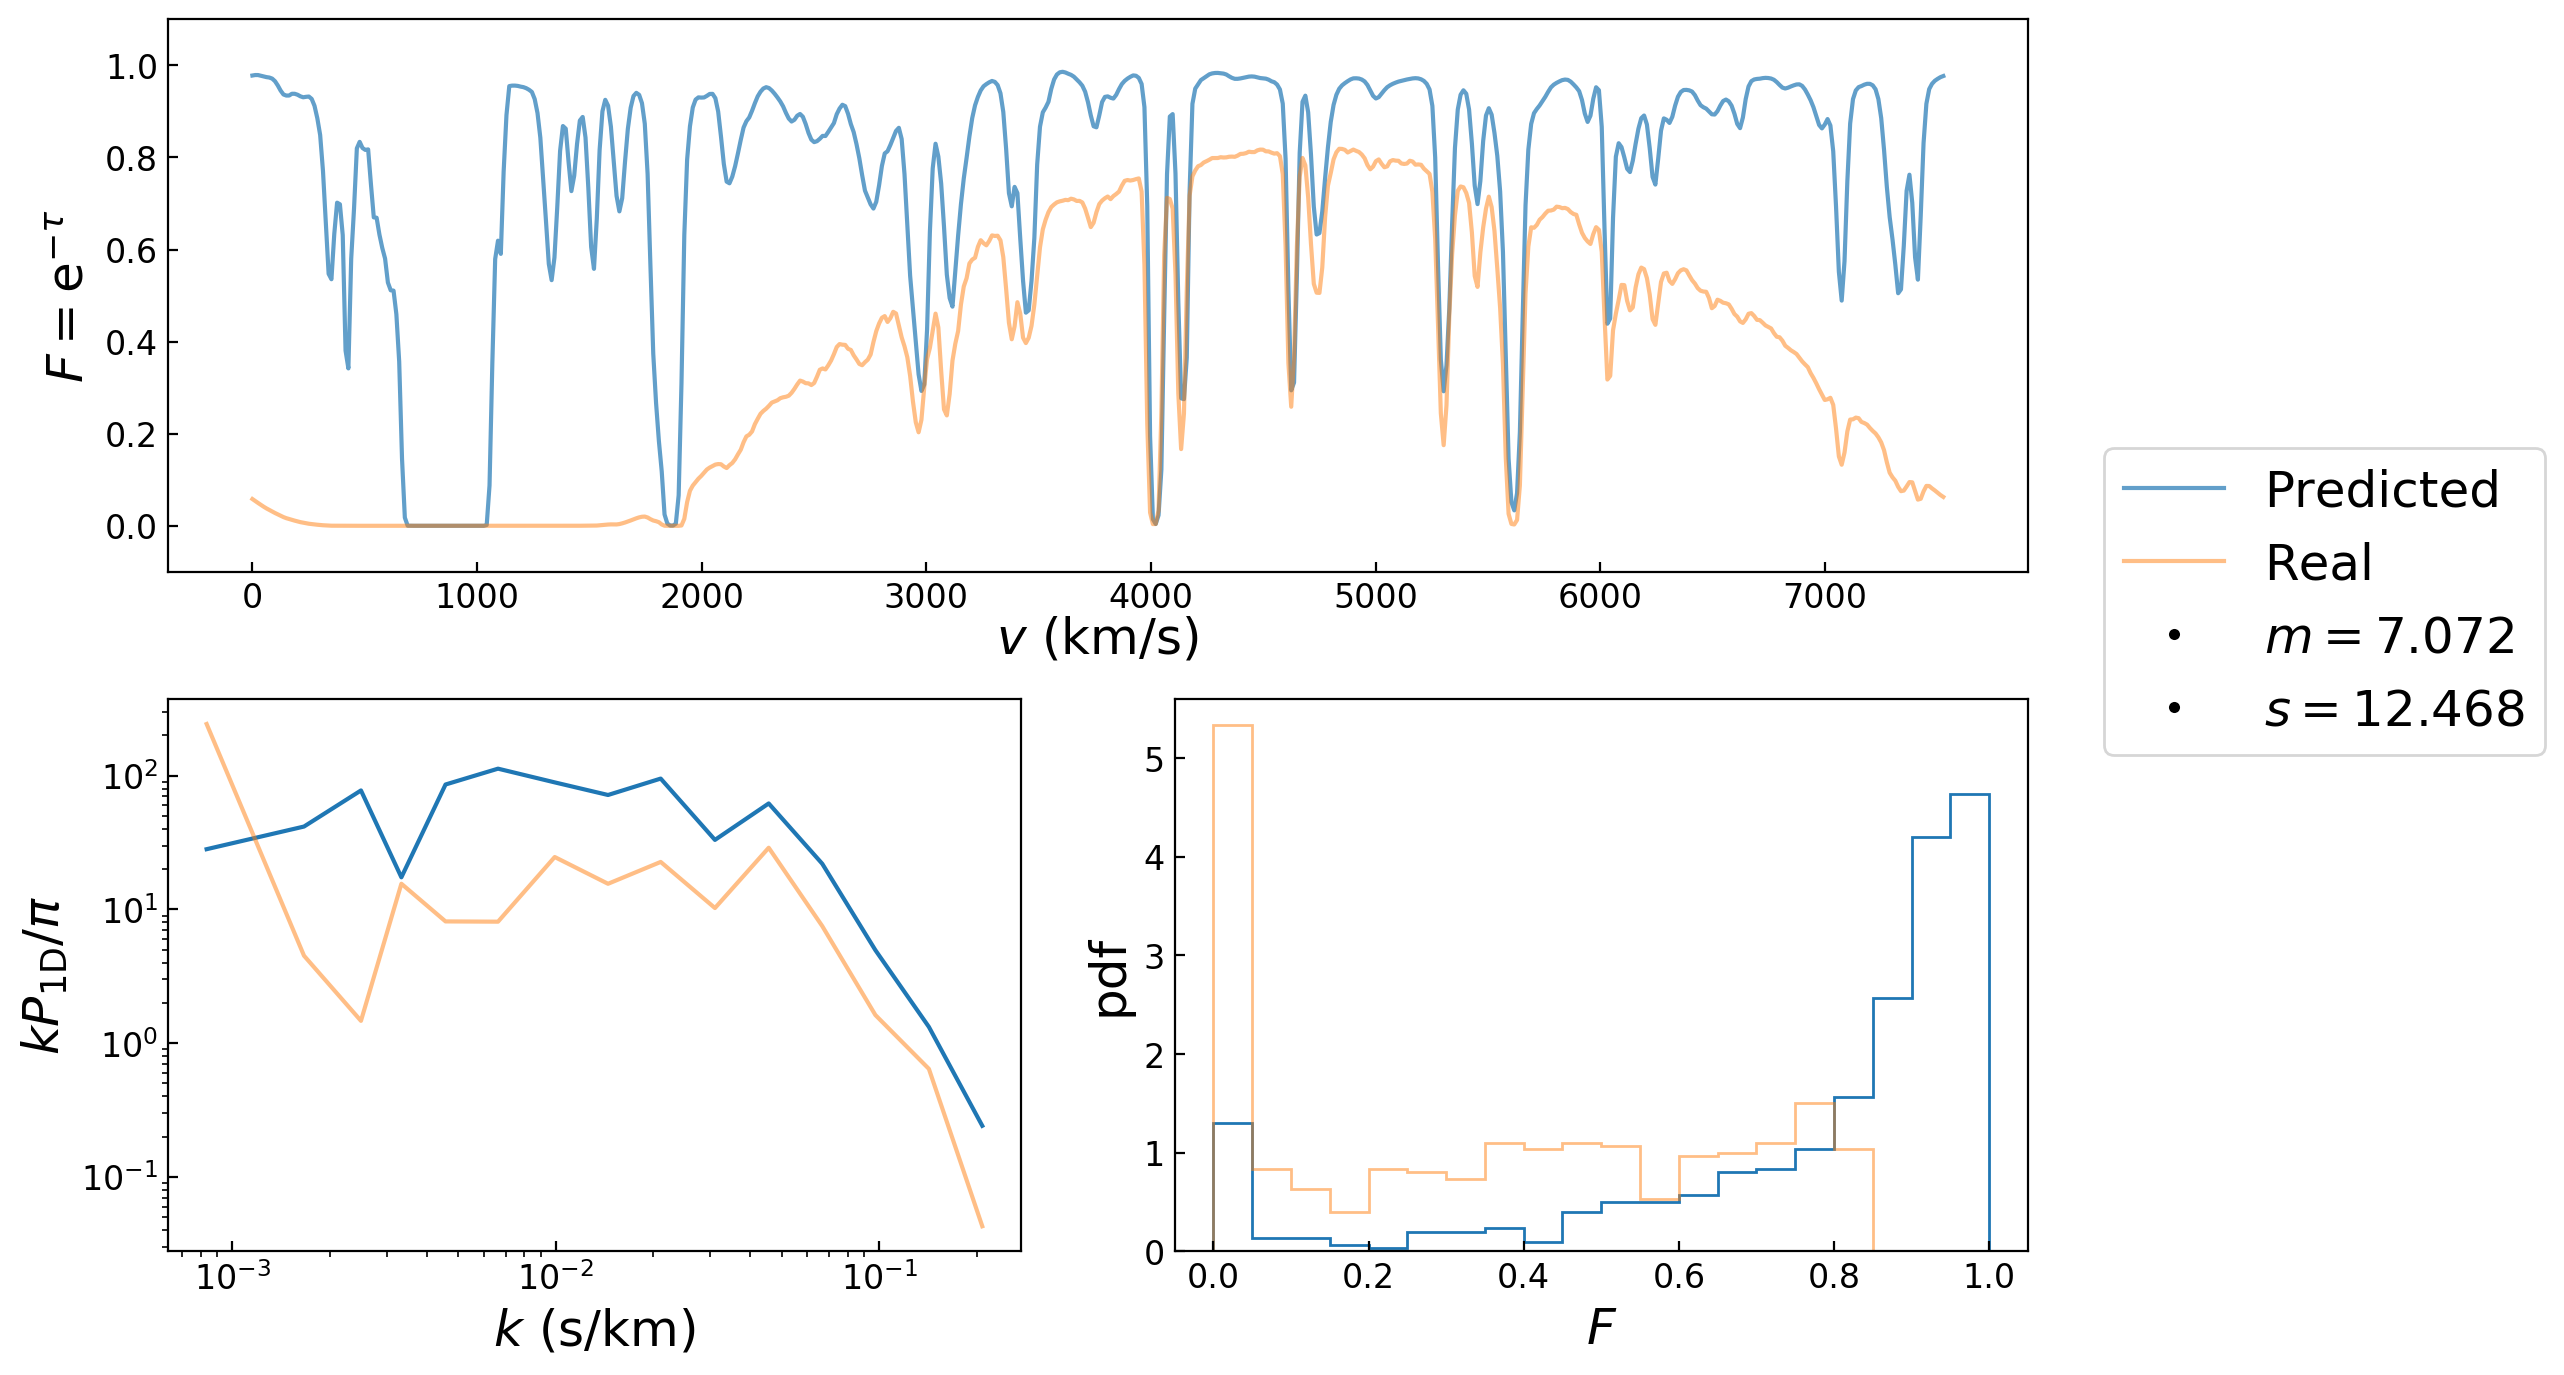 1.0
0.8
0.6
0.4
0.2
0.0
F = e^{−τ}
0 1000 2000 3000 4000 5000 6000 7000
v (km/s)
Predicted
Real
m = 7.072
s = 12.468
10^2
10^1
10^0
10^{−1}
kP_{1D}/π
10^{−3} 10^{−2} 10^{−1}
k (s/km)
5
4
3
2
1
0
pdf
0.0 0.2 0.4 0.6 0.8 1.0
F